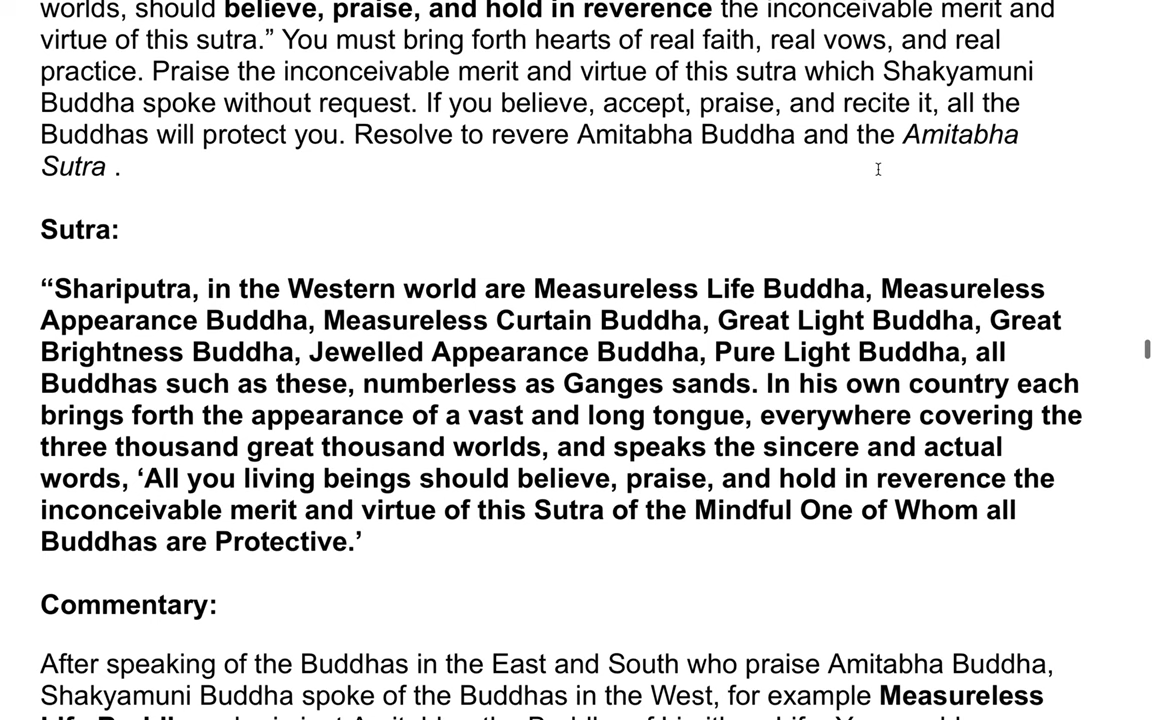 worlds, should believe, praise, and hold in reverence the inconceivable merit and
virtue of this sutra.” You must bring forth hearts of real faith, real vows, and real
practice. Praise the inconceivable merit and virtue of this sutra which Shakyamuni
Buddha spoke without request. If you believe, accept, praise, and recite it, all the
Buddhas will protect you. Resolve to revere Amitabha Buddha and the Amitabha
Sutra .
Sutra:
“Shariputra, in the Western world are Measureless Life Buddha, Measureless
Appearance Buddha, Measureless Curtain Buddha, Great Light Buddha, Great
Brightness Buddha, Jewelled Appearance Buddha, Pure Light Buddha, all
Buddhas such as these, numberless as Ganges sands. In his own country each
brings forth the appearance of a vast and long tongue, everywhere covering the
three thousand great thousand worlds, and speaks the sincere and actual
words, ‘All you living beings should believe, praise, and hold in reverence the
inconceivable merit and virtue of this Sutra of the Mindful One of Whom all
Buddhas are Protective.’
Commentary:
After speaking of the Buddhas in the East and South who praise Amitabha Buddha,
Shakyamuni Buddha spoke of the Buddhas in the West, for example Measureless